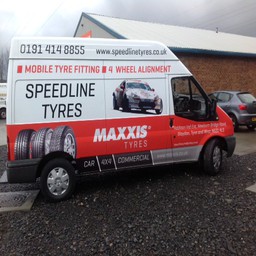 0191 414 8855 www.speedlinetyres.co.uk
MOBILE TYRE FITTING 4 WHEEL ALIGNMENT
SPEEDLINE
TYRES
MAXXIS
TYRES
CAR 4X4 COMMERCIAL